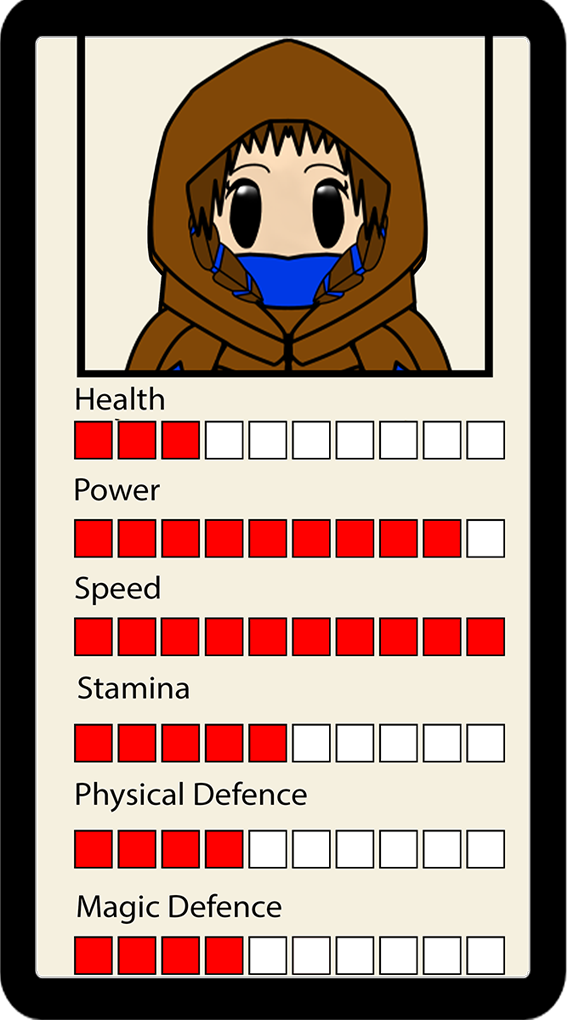 Health
Power
Speed
Stamina
Physical Defence
Magic Defence